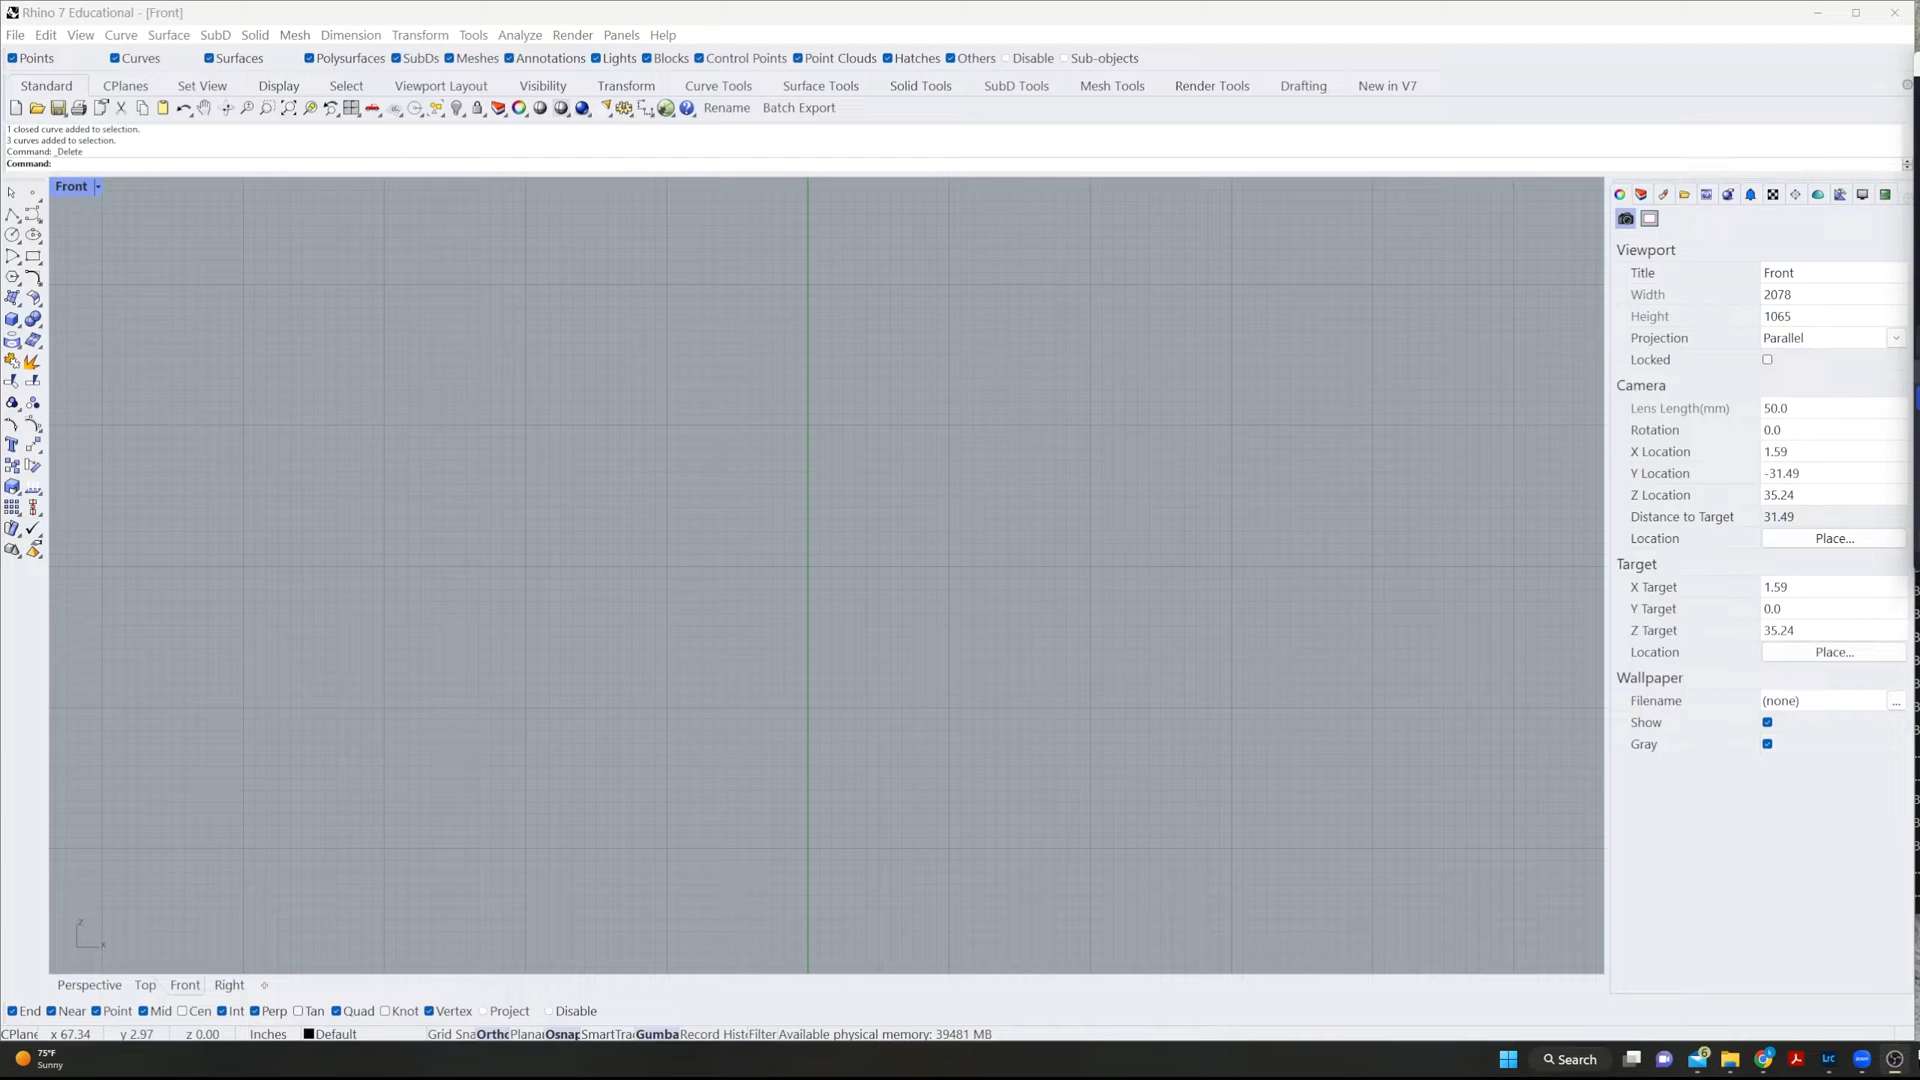 Rhino 7 Educational - [Front]
File Edit View Curve Surface SubD Solid Mesh Dimension Transform Tools Analyze Render Panels Help
Points Curves Surfaces Polysurfaces SubDs Meshes Annotations Lights Blocks Control Points Point Clouds Hatches Others Disable Sub-objects
Standard CPlanes Set View Display Select Viewport Layout Visibility Transform Curve Tools Surface Tools Solid Tools SubD Tools Mesh Tools Render Tools Drafting New in V7
Rename Batch Export
1 closed curve added to selection.
3 curves added to selection.
Command: _Delete
Command:
Front
Viewport
Title Front
Width 2078
Height 1065
Projection Parallel
Locked
Camera
Lens Length(mm) 50.0
Rotation 0.0
X Location 1.59
Y Location -31.49
Z Location 35.24
Distance to Target 31.49
Location Place...
Target
X Target 1.59
Y Target 0.0
Z Target 35.24
Location Place...
Wallpaper
Filename (none) ...
Show
Gray
z
x
Perspective Top Front Right
End Near Point Mid Cen Int Perp Tan Quad Knot Vertex Project Disable
CPlane x 67.34 y 2.97 z 0.00 Inches Default Grid Sna Ortho Planar Osnap SmartTra Gumba Record Histo Filter Available physical memory: 39481 MB
75°F
Sunny
Search
6
Lrc
zoom